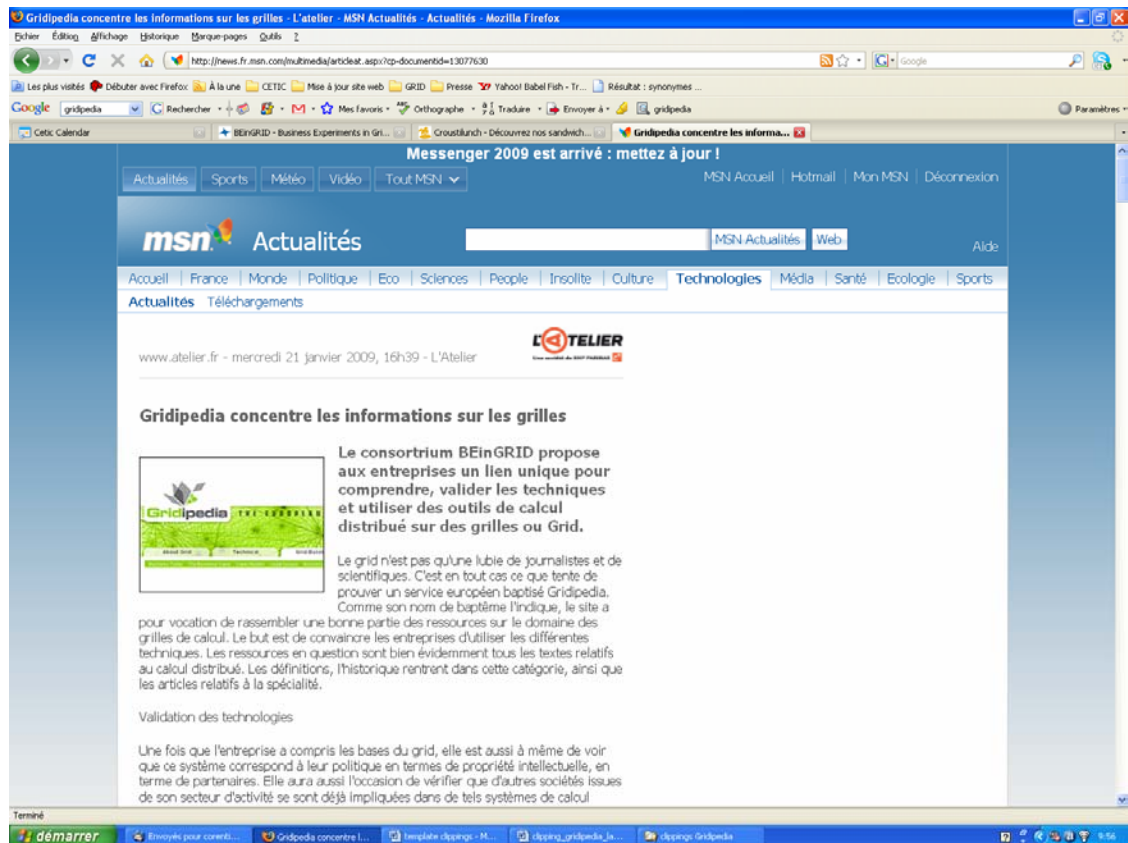 Gridipedia concentre les informations sur les grilles - L'atelier - MSN Actualités - Actualités - Mozilla Firefox
Fichier Édition Affichage Historique Marque-pages Outils ?
http://news.fr.msn.com/multimedia/articleat.aspx?cp-documentid=13077630
Google
Les plus visités Débuter avec Firefox À la une CETIC Mise à jour site web GRID Presse Yahoo! Babel Fish - Tr... Résultat : synonymes ...
Google gridpedia Rechercher Mes favoris Orthographe Traduire Envoyer à gridpedia Paramètres
Cetic Calendar BEinGRID - Business Experiments in Gri... Croustilunch - Découvrez nos sandwich... Gridipedia concentre les informa...
Messenger 2009 est arrivé : mettez à jour !
Actualités Sports Météo Vidéo Tout MSN MSN Accueil Hotmail Mon MSN Déconnexion
msn Actualités MSN Actualités Web Aide
Accueil France Monde Politique Eco Sciences People Insolite Culture Technologies Média Santé Ecologie Sports
Actualités Téléchargements
L'@TELIER
www.atelier.fr - mercredi 21 janvier 2009, 16h39 - L'Atelier
Gridipedia concentre les informations sur les grilles
Gridipedia THE EUROPEAN
About Grid Technical Grid Busin
Le consortrium BEinGRID propose
aux entreprises un lien unique pour
comprendre, valider les techniques
et utiliser des outils de calcul
distribué sur des grilles ou Grid.
Le grid n'est pas qu'une lubie de journalistes et de
scientifiques. C'est en tout cas ce que tente de
prouver un service européen baptisé Gridipedia.
Comme son nom de baptême l'indique, le site a
pour vocation de rassembler une bonne partie des ressources sur le domaine des
grilles de calcul. Le but est de convaincre les entreprises d'utiliser les différentes
techniques. Les ressources en question sont bien évidemment tous les textes relatifs
au calcul distribué. Les définitions, l'historique rentrent dans cette catégorie, ainsi que
les articles relatifs à la spécialité.
Validation des technologies
Une fois que l'entreprise a compris les bases du grid, elle est aussi à même de voir
que ce système correspond à leur politique en termes de propriété intellectuelle, en
terme de partenaires. Elle aura aussi l'occasion de vérifier que d'autres sociétés issues
de son secteur d'activité se sont déjà impliquées dans de tels systèmes de calcul
Terminé
démarrer Envoyés pour corenti... Gridpedia concentre l... template clippings - M... clipping_gridpedia_la... clippings Gridpedia 9:56